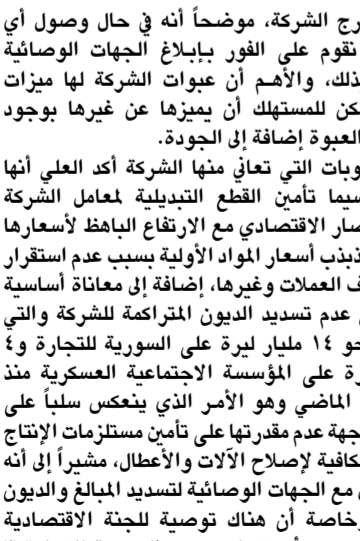 رج الشركة، موضحاً أنه في حال وصول أي
نقوم على الفور بإبلاغ الجهات الوصائية
ذلك، والأهم أن عبوات الشركة لها ميزات
كن للمستهلك أن يميزها عن غيرها بوجود
العبوة إضافة إلى الجودة.
وبات التي تعاني منها الشركة أكد العلي أنها
سيما تأمين القطع التبديلية لمعامل الشركة
صار الاقتصادي مع الارتفاع الباهظ لأسعارها
ذبذب أسعار المواد الأولية بسبب عدم استقرار
ف العملات وغيرها، إضافة إلى معاناة أساسية
عدم تسديد الديون المتراكمة للشركة والتي
حو ١٤ مليار ليرة على السورية للتجارة و٤
رة على المؤسسة الاجتماعية العسكرية منذ
الماضي وهو الأمر الذي ينعكس سلباً على
جهة عدم مقدرتها على تأمين مستلزمات الإنتاج
كافية لإصلاح الآلات والأعطال، مشيراً إلى أنه
مع الجهات الوصائية لتسديد المبالغ والديون
خاصة أن هناك توصية للجنة الاقتصادية